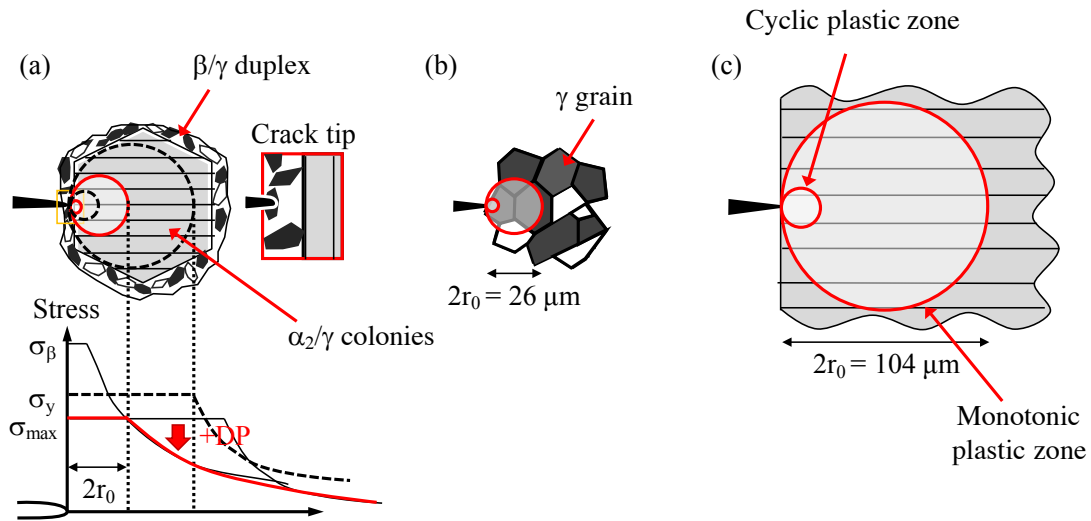 Cyclic plastic zone
(a)
β/γ duplex
(b)
(c)
γ grain
Crack tip
2r₀ = 26 μm
Stress
α₂/γ colonies
σβ
2r₀ = 104 μm
σy
σmax
+DP
Monotonic
plastic zone
2r₀